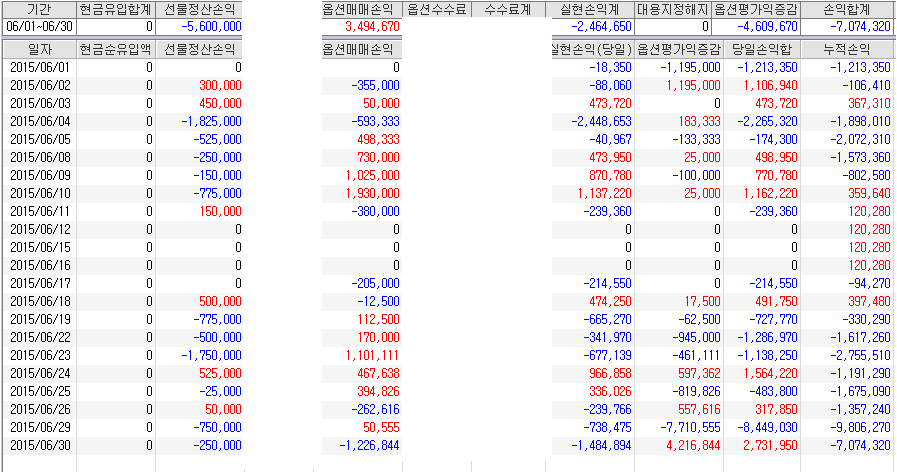 기간 현금유입합계 선물정산손익 옵션매매손익 옵션수수료 수수료계 실현손익계 대용지정해지 옵션평가익증감 손익합계
06/01~06/30 0 -5,600,000 3,494,670 -2,464,650 0 -4,609,670 -7,074,320
일자 현금순유입액 선물정산손익 옵션매매손익 실현손익(당일) 옵션평가익증감 당일손익합 누적손익
2015/06/01 0 0 -18,350 -1,195,000 -1,213,350 -1,213,350
2015/06/02 0 300,000 -355,000 -88,060 1,195,000 1,106,940 -106,410
2015/06/03 0 450,000 50,000 473,720 0 473,720 367,310
2015/06/04 0 -1,825,000 -593,333 -2,448,653 183,333 -2,265,320 -1,898,010
2015/06/05 0 -525,000 498,333 -40,967 -133,333 -174,300 -2,072,310
2015/06/08 0 -250,000 730,000 473,950 25,000 498,950 -1,573,360
2015/06/09 0 -150,000 1,025,000 870,780 -100,000 770,780 -802,580
2015/06/10 0 -775,000 1,930,000 1,137,220 25,000 1,162,220 359,640
2015/06/11 0 150,000 -380,000 -239,360 0 -239,360 120,280
2015/06/12 0 0 0 0 0 0 120,280
2015/06/15 0 0 0 0 0 0 120,280
2015/06/16 0 0 0 0 0 0 120,280
2015/06/17 0 0 -205,000 -214,550 0 -214,550 -94,270
2015/06/18 0 500,000 -12,500 474,250 17,500 491,750 397,480
2015/06/19 0 -775,000 112,500 -665,270 -62,500 -727,770 -330,290
2015/06/22 0 -500,000 170,000 -341,970 -945,000 -1,286,970 -1,617,260
2015/06/23 0 -1,750,000 1,101,111 -677,139 -461,111 -1,138,250 -2,755,510
2015/06/24 0 525,000 467,638 966,858 597,362 1,564,220 -1,191,290
2015/06/25 0 -25,000 394,826 336,026 -819,826 -483,800 -1,675,090
2015/06/26 0 50,000 -262,616 -239,766 557,616 317,850 -1,357,240
2015/06/29 0 -750,000 50,555 -738,475 -7,710,555 -8,449,030 -9,806,270
2015/06/30 0 -250,000 -1,226,844 -1,484,894 4,216,844 2,731,950 -7,074,320